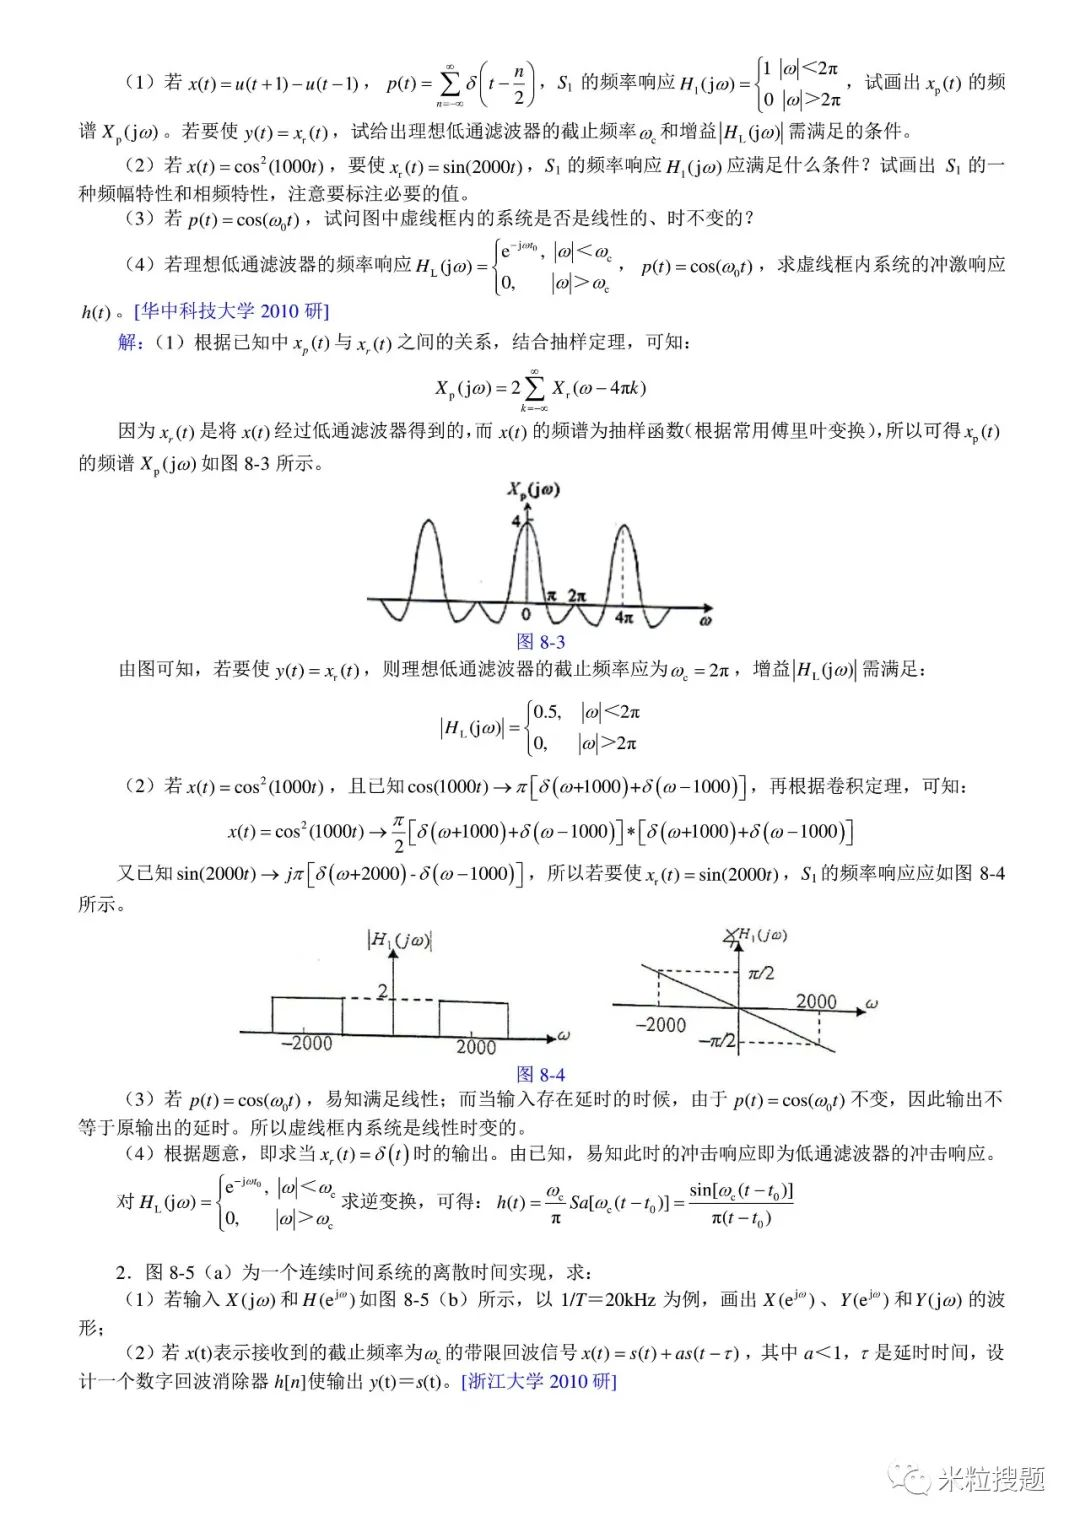 （1）若 x(t) = u(t+1) − u(t−1)， p(t) = ∑_{n=−∞}^{∞} δ(t − n/2)，S₁ 的频率响应 H₁(jω) = {1 |ω|＜2π; 0 |ω|＞2π ，试画出 x_p(t) 的频
谱 X_p(jω)。若要使 y(t) = x_r(t)，试给出理想低通滤波器的截止频率 ω_c 和增益 |H_L(jω)| 需满足的条件。
（2）若 x(t) = cos²(1000t)，要使 x_r(t) = sin(2000t)，S₁ 的频率响应 H₁(jω) 应满足什么条件？试画出 S₁ 的一
种频幅特性和相频特性，注意要标注必要的值。
（3）若 p(t) = cos(ω₀t)，试问图中虚线框内的系统是否是线性的、时不变的？
（4）若理想低通滤波器的频率响应 H_L(jω) = {e^{−jωt₀}, |ω|＜ω_c; 0, |ω|＞ω_c ， p(t) = cos(ω₀t)，求虚线框内系统的冲激响应
h(t)。[华中科技大学 2010 研]
解：（1）根据已知中 x_p(t) 与 x_r(t) 之间的关系，结合抽样定理，可知：
X_p(jω) = 2∑_{k=−∞}^{∞} X_r(ω − 4πk)
因为 x_r(t) 是将 x(t) 经过低通滤波器得到的，而 x(t) 的频谱为抽样函数（根据常用傅里叶变换），所以可得 x_p(t)
的频谱 X_p(jω) 如图 8-3 所示。
X_p(jω)
4
π 2π
0 4π ω
图 8-3
由图可知，若要使 y(t) = x_r(t)，则理想低通滤波器的截止频率应为 ω_c = 2π，增益 |H_L(jω)| 需满足：
|H_L(jω)| = {0.5, |ω|＜2π; 0, |ω|＞2π
（2）若 x(t) = cos²(1000t)，且已知 cos(1000t) → π[δ(ω+1000)+δ(ω−1000)]，再根据卷积定理，可知：
x(t) = cos²(1000t) → π/2[δ(ω+1000)+δ(ω−1000)]*[δ(ω+1000)+δ(ω−1000)]
又已知 sin(2000t) → jπ[δ(ω+2000)-δ(ω−1000)]，所以若要使 x_r(t) = sin(2000t)，S₁ 的频率响应应如图 8-4
所示。
|H₁(jω)|
2
−2000 2000 ω
∠H₁(jω)
π/2
2000 ω
−2000
−π/2
图 8-4
（3）若 p(t) = cos(ω₀t)，易知满足线性；而当输入存在延时的时候，由于 p(t) = cos(ω₀t) 不变，因此输出不
等于原输出的延时。所以虚线框内系统是线性时变的。
（4）根据题意，即求当 x_r(t) = δ(t) 时的输出。由已知，易知此时的冲击响应即为低通滤波器的冲击响应。
对 H_L(jω) = {e^{−jωt₀}, |ω|＜ω_c; 0, |ω|＞ω_c 求逆变换，可得：h(t) = ω_c/π Sa[ω_c(t−t₀)] = sin[ω_c(t−t₀)]/π(t−t₀)
2．图 8-5（a）为一个连续时间系统的离散时间实现，求：
（1）若输入 X(jω) 和 H(e^{jω}) 如图 8-5（b）所示，以 1/T＝20kHz 为例，画出 X(e^{jω})、Y(e^{jω}) 和 Y(jω) 的波
形；
（2）若 x(t)表示接收到的截止频率为 ω_c 的带限回波信号 x(t) = s(t) + as(t−τ)，其中 a＜1，τ 是延时时间，设
计一个数字回波消除器 h[n]使输出 y(t)＝s(t)。[浙江大学 2010 研]
米粒搜题